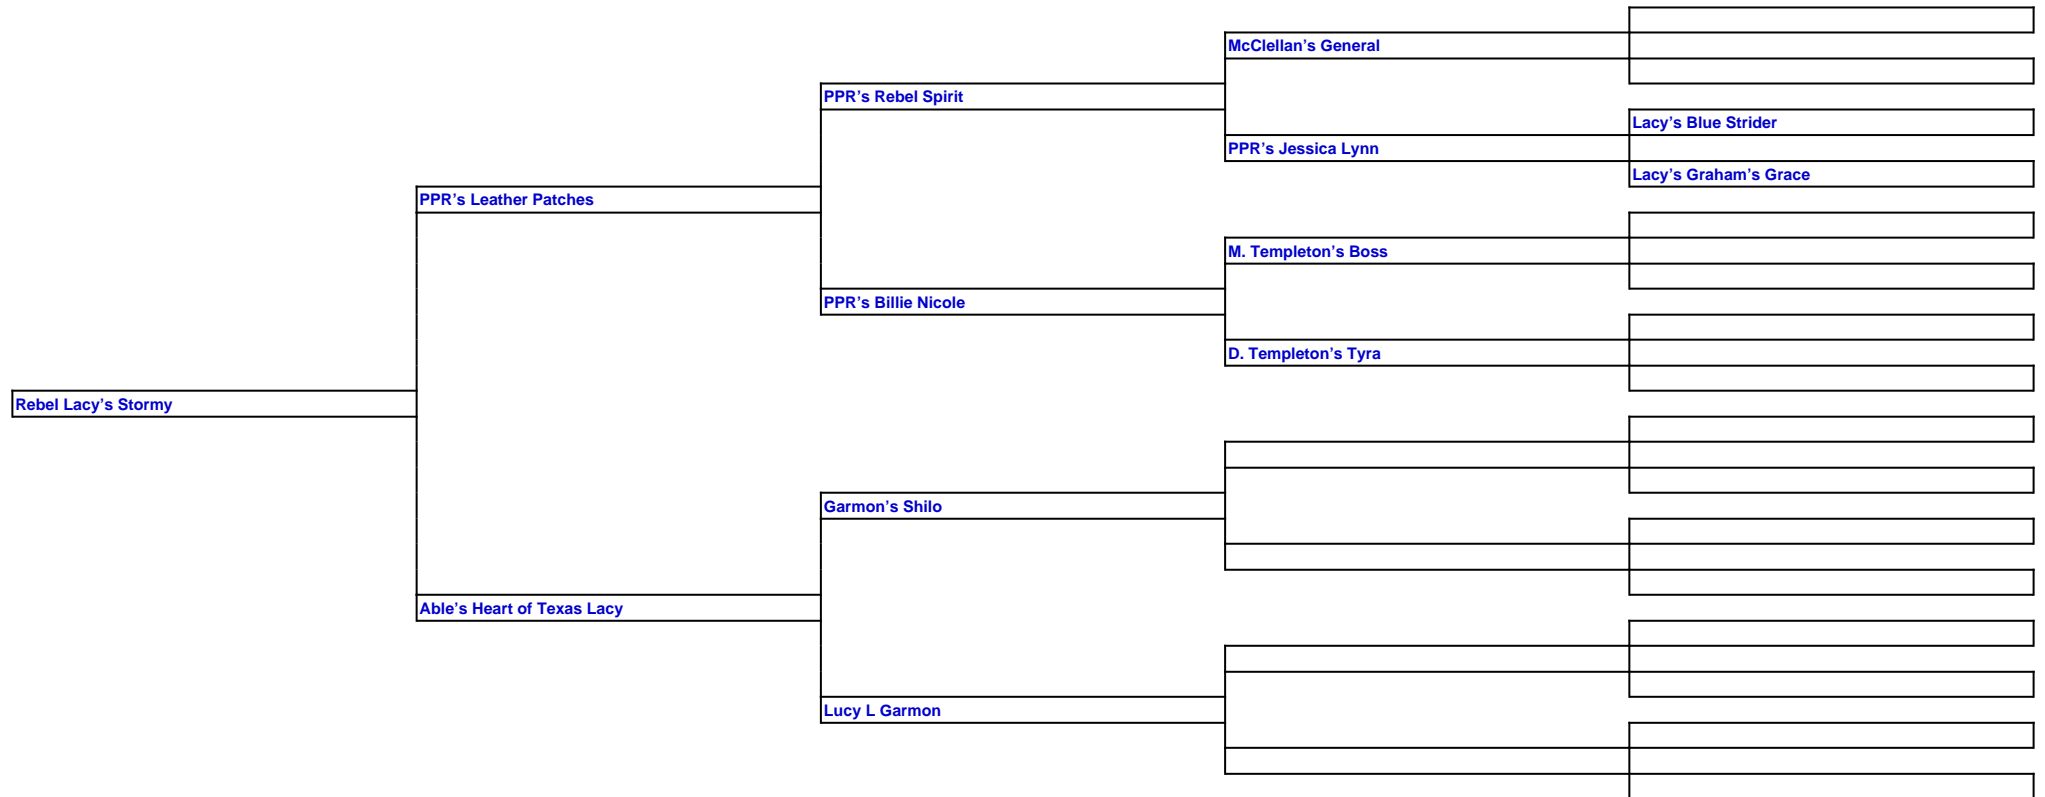 McClellan’s General
PPR’s Rebel Spirit
Lacy’s Blue Strider
PPR’s Jessica Lynn
Lacy’s Graham’s Grace
PPR’s Leather Patches
M. Templeton’s Boss
PPR’s Billie Nicole
D. Templeton’s Tyra
Rebel Lacy’s Stormy
Garmon’s Shilo
Able’s Heart of Texas Lacy
Lucy L Garmon